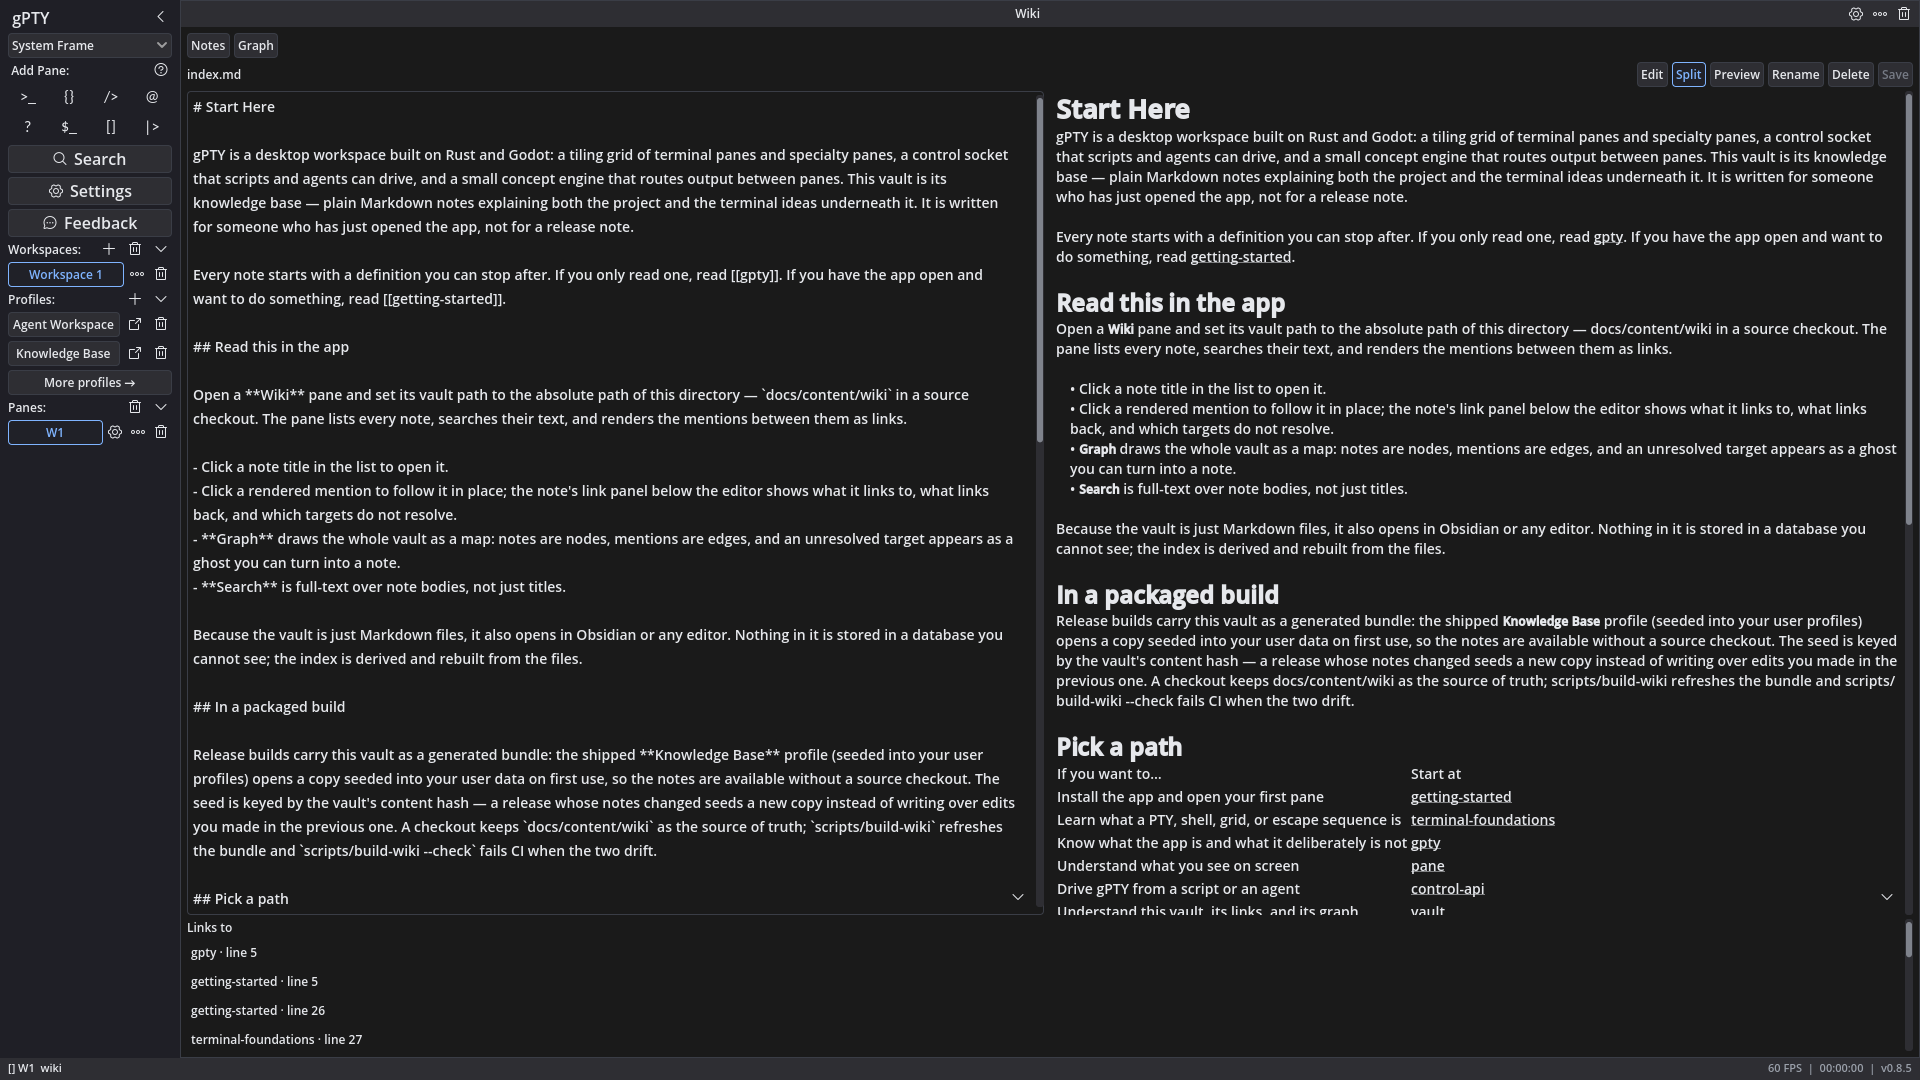 gPTY
System Frame
Add Pane:
>_ {} /> @
? $_ [] |>
Search
Settings
Feedback
Workspaces:
Workspace 1
Profiles:
Agent Workspace
Knowledge Base
More profiles →
Panes:
W1
Wiki
Notes Graph
index.md
Edit Split Preview Rename Delete Save
# Start Here
gPTY is a desktop workspace built on Rust and Godot: a tiling grid of terminal panes and specialty panes, a control socket
that scripts and agents can drive, and a small concept engine that routes output between panes. This vault is its
knowledge base — plain Markdown notes explaining both the project and the terminal ideas underneath it. It is written
for someone who has just opened the app, not for a release note.
Every note starts with a definition you can stop after. If you only read one, read [[gpty]]. If you have the app open and
want to do something, read [[getting-started]].
## Read this in the app
Open a **Wiki** pane and set its vault path to the absolute path of this directory — `docs/content/wiki` in a source
checkout. The pane lists every note, searches their text, and renders the mentions between them as links.
- Click a note title in the list to open it.
- Click a rendered mention to follow it in place; the note's link panel below the editor shows what it links to, what links
back, and which targets do not resolve.
- **Graph** draws the whole vault as a map: notes are nodes, mentions are edges, and an unresolved target appears as a
ghost you can turn into a note.
- **Search** is full-text over note bodies, not just titles.
Because the vault is just Markdown files, it also opens in Obsidian or any editor. Nothing in it is stored in a database you
cannot see; the index is derived and rebuilt from the files.
## In a packaged build
Release builds carry this vault as a generated bundle: the shipped **Knowledge Base** profile (seeded into your user
profiles) opens a copy seeded into your user data on first use, so the notes are available without a source checkout. The
seed is keyed by the vault's content hash — a release whose notes changed seeds a new copy instead of writing over edits
you made in the previous one. A checkout keeps `docs/content/wiki` as the source of truth; `scripts/build-wiki` refreshes
the bundle and `scripts/build-wiki --check` fails CI when the two drift.
## Pick a path
Start Here
gPTY is a desktop workspace built on Rust and Godot: a tiling grid of terminal panes and specialty panes, a control socket
that scripts and agents can drive, and a small concept engine that routes output between panes. This vault is its knowledge
base — plain Markdown notes explaining both the project and the terminal ideas underneath it. It is written for someone
who has just opened the app, not for a release note.
Every note starts with a definition you can stop after. If you only read one, read gpty. If you have the app open and want to
do something, read getting-started.
Read this in the app
Open a Wiki pane and set its vault path to the absolute path of this directory — docs/content/wiki in a source checkout. The
pane lists every note, searches their text, and renders the mentions between them as links.
• Click a note title in the list to open it.
• Click a rendered mention to follow it in place; the note's link panel below the editor shows what it links to, what links
back, and which targets do not resolve.
• Graph draws the whole vault as a map: notes are nodes, mentions are edges, and an unresolved target appears as a ghost
you can turn into a note.
• Search is full-text over note bodies, not just titles.
Because the vault is just Markdown files, it also opens in Obsidian or any editor. Nothing in it is stored in a database you
cannot see; the index is derived and rebuilt from the files.
In a packaged build
Release builds carry this vault as a generated bundle: the shipped Knowledge Base profile (seeded into your user profiles)
opens a copy seeded into your user data on first use, so the notes are available without a source checkout. The seed is keyed
by the vault's content hash — a release whose notes changed seeds a new copy instead of writing over edits you made in the
previous one. A checkout keeps docs/content/wiki as the source of truth; scripts/build-wiki refreshes the bundle and scripts/
build-wiki --check fails CI when the two drift.
Pick a path
If you want to... Start at
Install the app and open your first pane getting-started
Learn what a PTY, shell, grid, or escape sequence is terminal-foundations
Know what the app is and what it deliberately is not gpty
Understand what you see on screen pane
Drive gPTY from a script or an agent control-api
Understand this vault, its links, and its graph vault
Links to
gpty · line 5
getting-started · line 5
getting-started · line 26
terminal-foundations · line 27
[] W1 wiki
60 FPS | 00:00:00 | v0.8.5